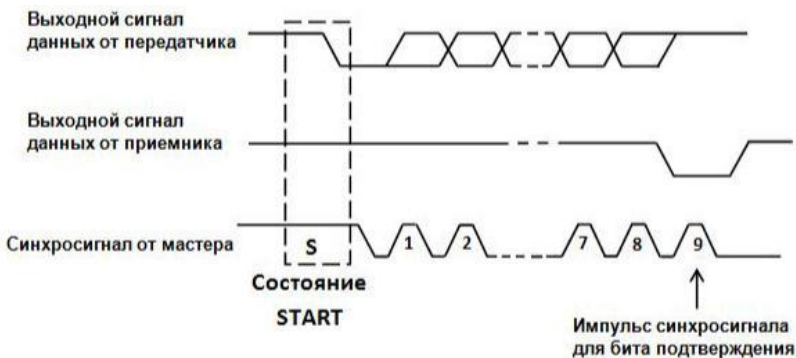 Выходной сигнал
данных от передатчика
Выходной сигнал
данных от приемника
Синхросигнал от мастера
S
1
2
7
8
9
Состояние
START
Импульс синхросигнала
для бита подтверждения